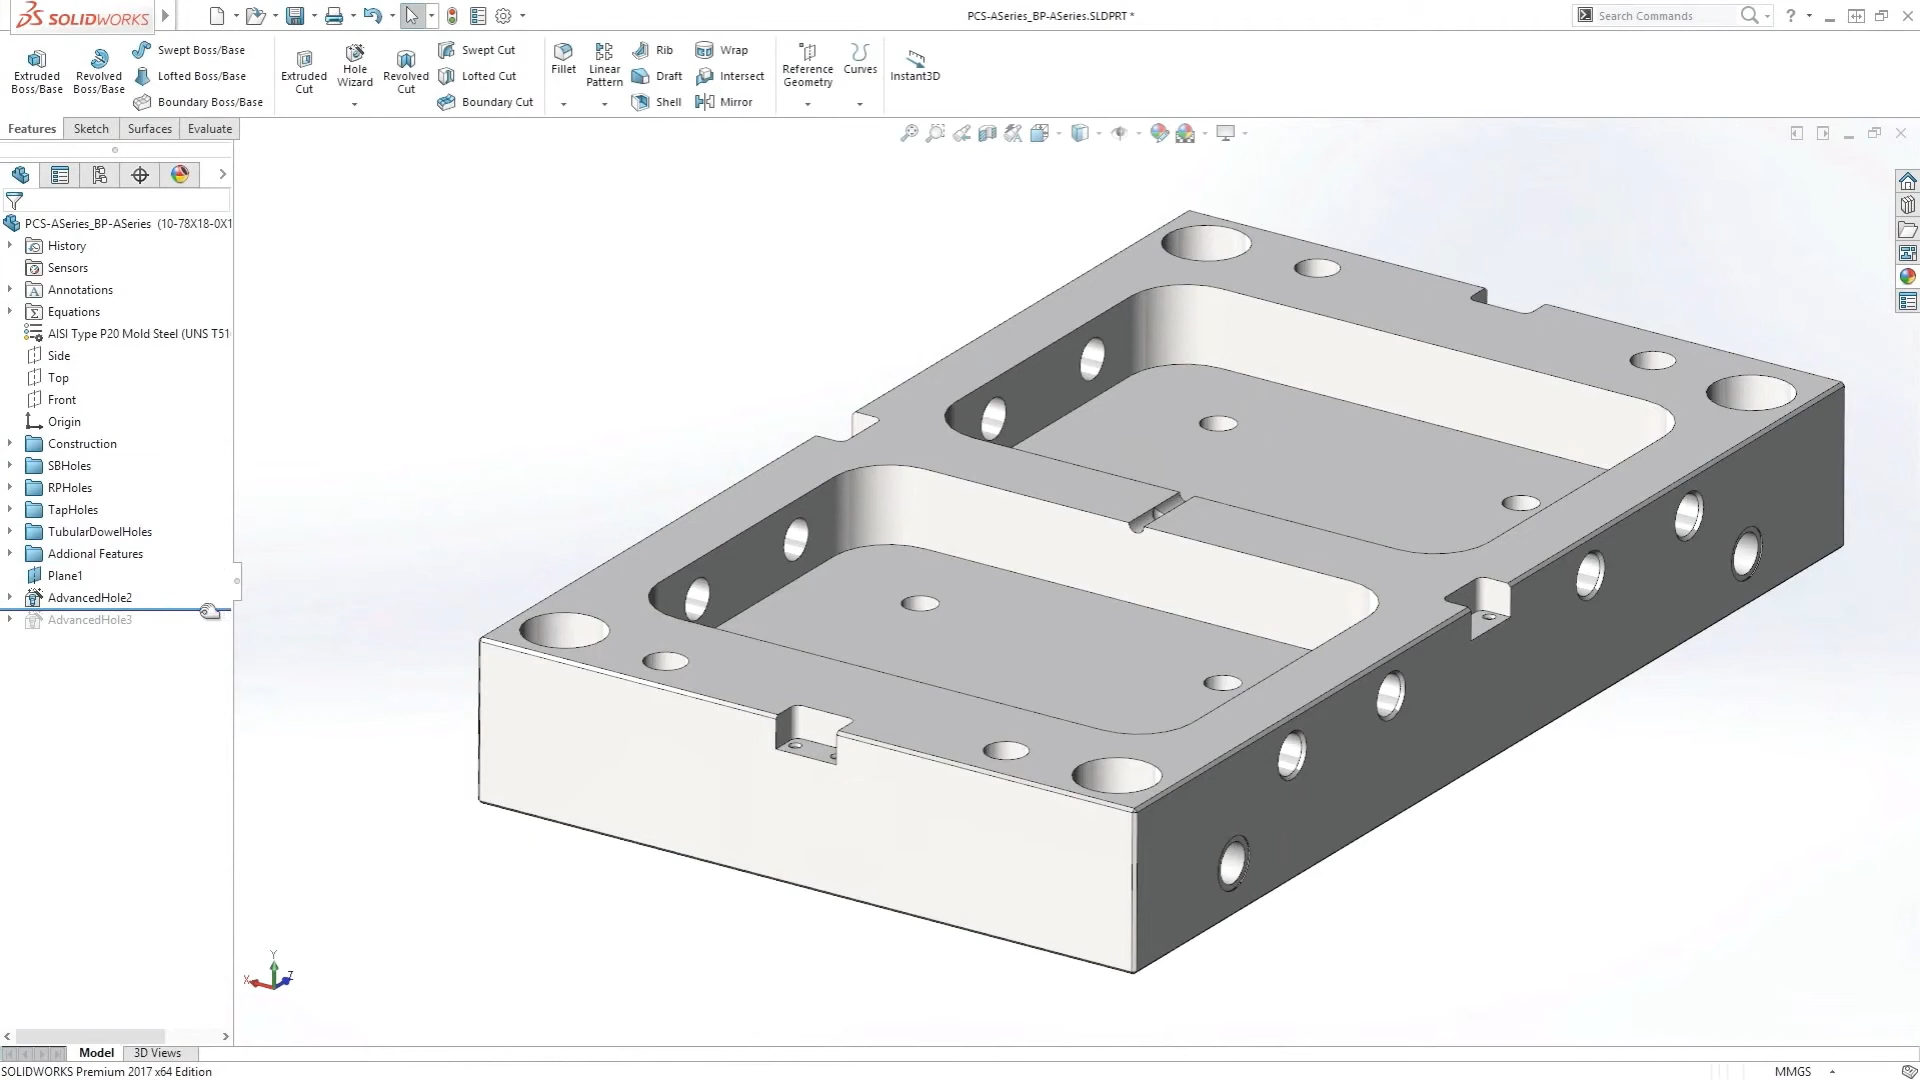 SOLIDWORKS
PCS-ASeries_BP-ASeries.SLDPRT *
Search Commands
?
Extruded Boss/Base
Revolved Boss/Base
Swept Boss/Base
Lofted Boss/Base
Boundary Boss/Base
Extruded Cut
Hole Wizard
Revolved Cut
Swept Cut
Lofted Cut
Boundary Cut
Fillet
Linear Pattern
Rib
Draft
Shell
Wrap
Intersect
Mirror
Reference Geometry
Curves
Instant3D
Features
Sketch
Surfaces
Evaluate
PCS-ASeries_BP-ASeries (10-78X18-0X1
History
Sensors
Annotations
Equations
AISI Type P20 Mold Steel (UNS T51
Side
Top
Front
Origin
Construction
SBHoles
RPHoles
TapHoles
TubularDowelHoles
Addional Features
Plane1
AdvancedHole2
AdvancedHole3
Y
X
Z
Model
3D Views
SOLIDWORKS Premium 2017 x64 Edition
MMGS